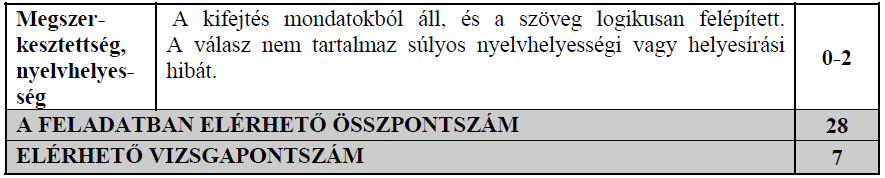 Megszer-
kesztettség,
nyelvhelyes-
ség
A kifejtés mondatokból áll, és a szöveg logikusan felépített.
A válasz nem tartalmaz súlyos nyelvhelyességi vagy helyesírási
hibát.
0-2
A FELADATBAN ELÉRHETŐ ÖSSZPONTSZÁM 28
ELÉRHETŐ VIZSGAPONTSZÁM 7